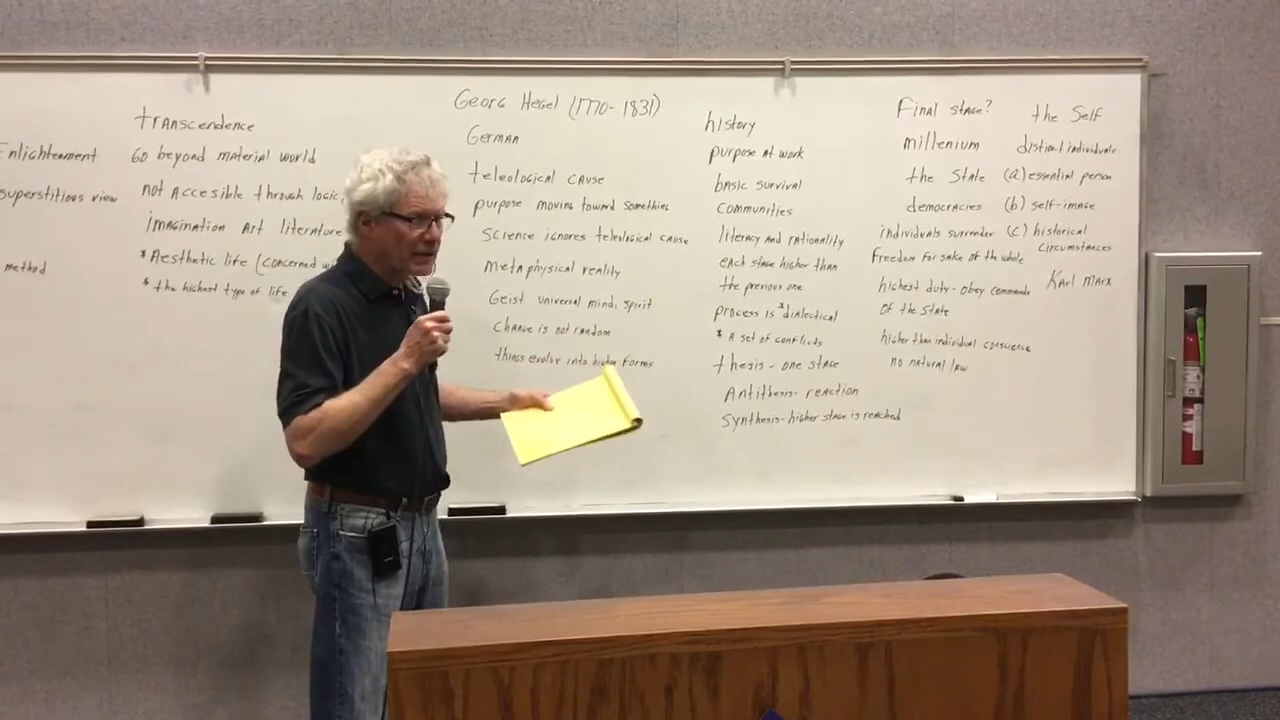 Enlightenment
superstitious view
method
transcendence
Go beyond material world
not Accesible through logic,
imagination Art literature
*Aesthetic life (concerned
* the highest type of life
Georg Hegel (1770-1831)
German
teleological cause
purpose moving toward something
Science ignores teleological cause
metaphysical reality
Geist universal mind, spirit
Change is not random
things evolve into higher forms
history
purpose at work
basic survival
communities
literacy and rationality
each stage higher than
the previous one
process is *dialectical
* A set of conflicts
thesis - one stage
Antithesis - reaction
Synthesis - higher stage is reached
Final stage?
millenium
the State
democracies
individuals surrender
Freedom for sake of the whole
highest duty - obey commands
of the State
higher than individual conscience
no natural law
the Self
distinct individuals
(a) essential person
(b) self-image
(c) historical
circumstances
Karl Marx